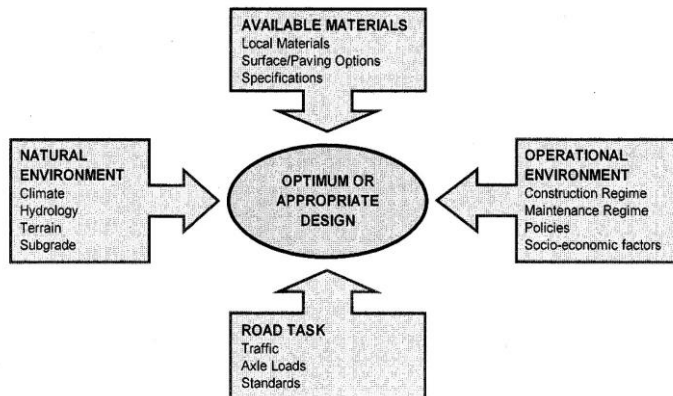 AVAILABLE MATERIALS
Local Materials
Surface/Paving Options
Specifications
NATURAL
ENVIRONMENT
Climate
Hydrology
Terrain
Subgrade
OPTIMUM OR
APPROPRIATE
DESIGN
OPERATIONAL
ENVIRONMENT
Construction Regime
Maintenance Regime
Policies
Socio-economic factors
ROAD TASK
Traffic
Axle Loads
Standards